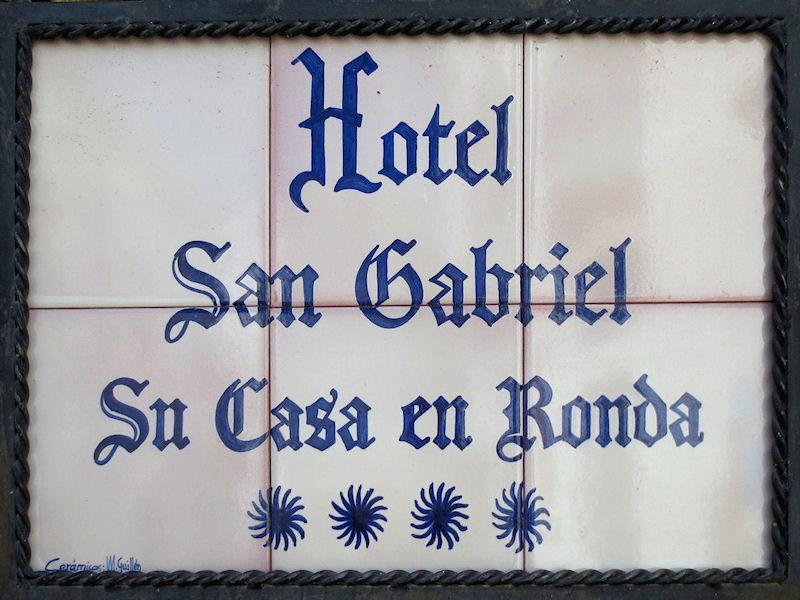 Hotel
San Gabriel
Su Casa en Ronda
Cerámicas: M. Guillén